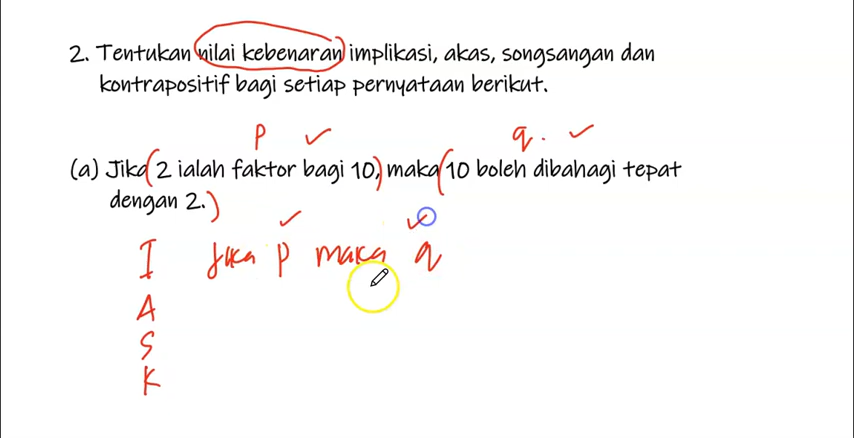 2. Tentukan nilai kebenaran implikasi, akas, songsangan dan
kontrapositif bagi setiap pernyataan berikut.
p ✓ q. ✓
(a) Jika (2 ialah faktor bagi 10,) maka (10 boleh dibahagi tepat
dengan 2.)
✓ ✓
I Jika p maka q
A
S
K